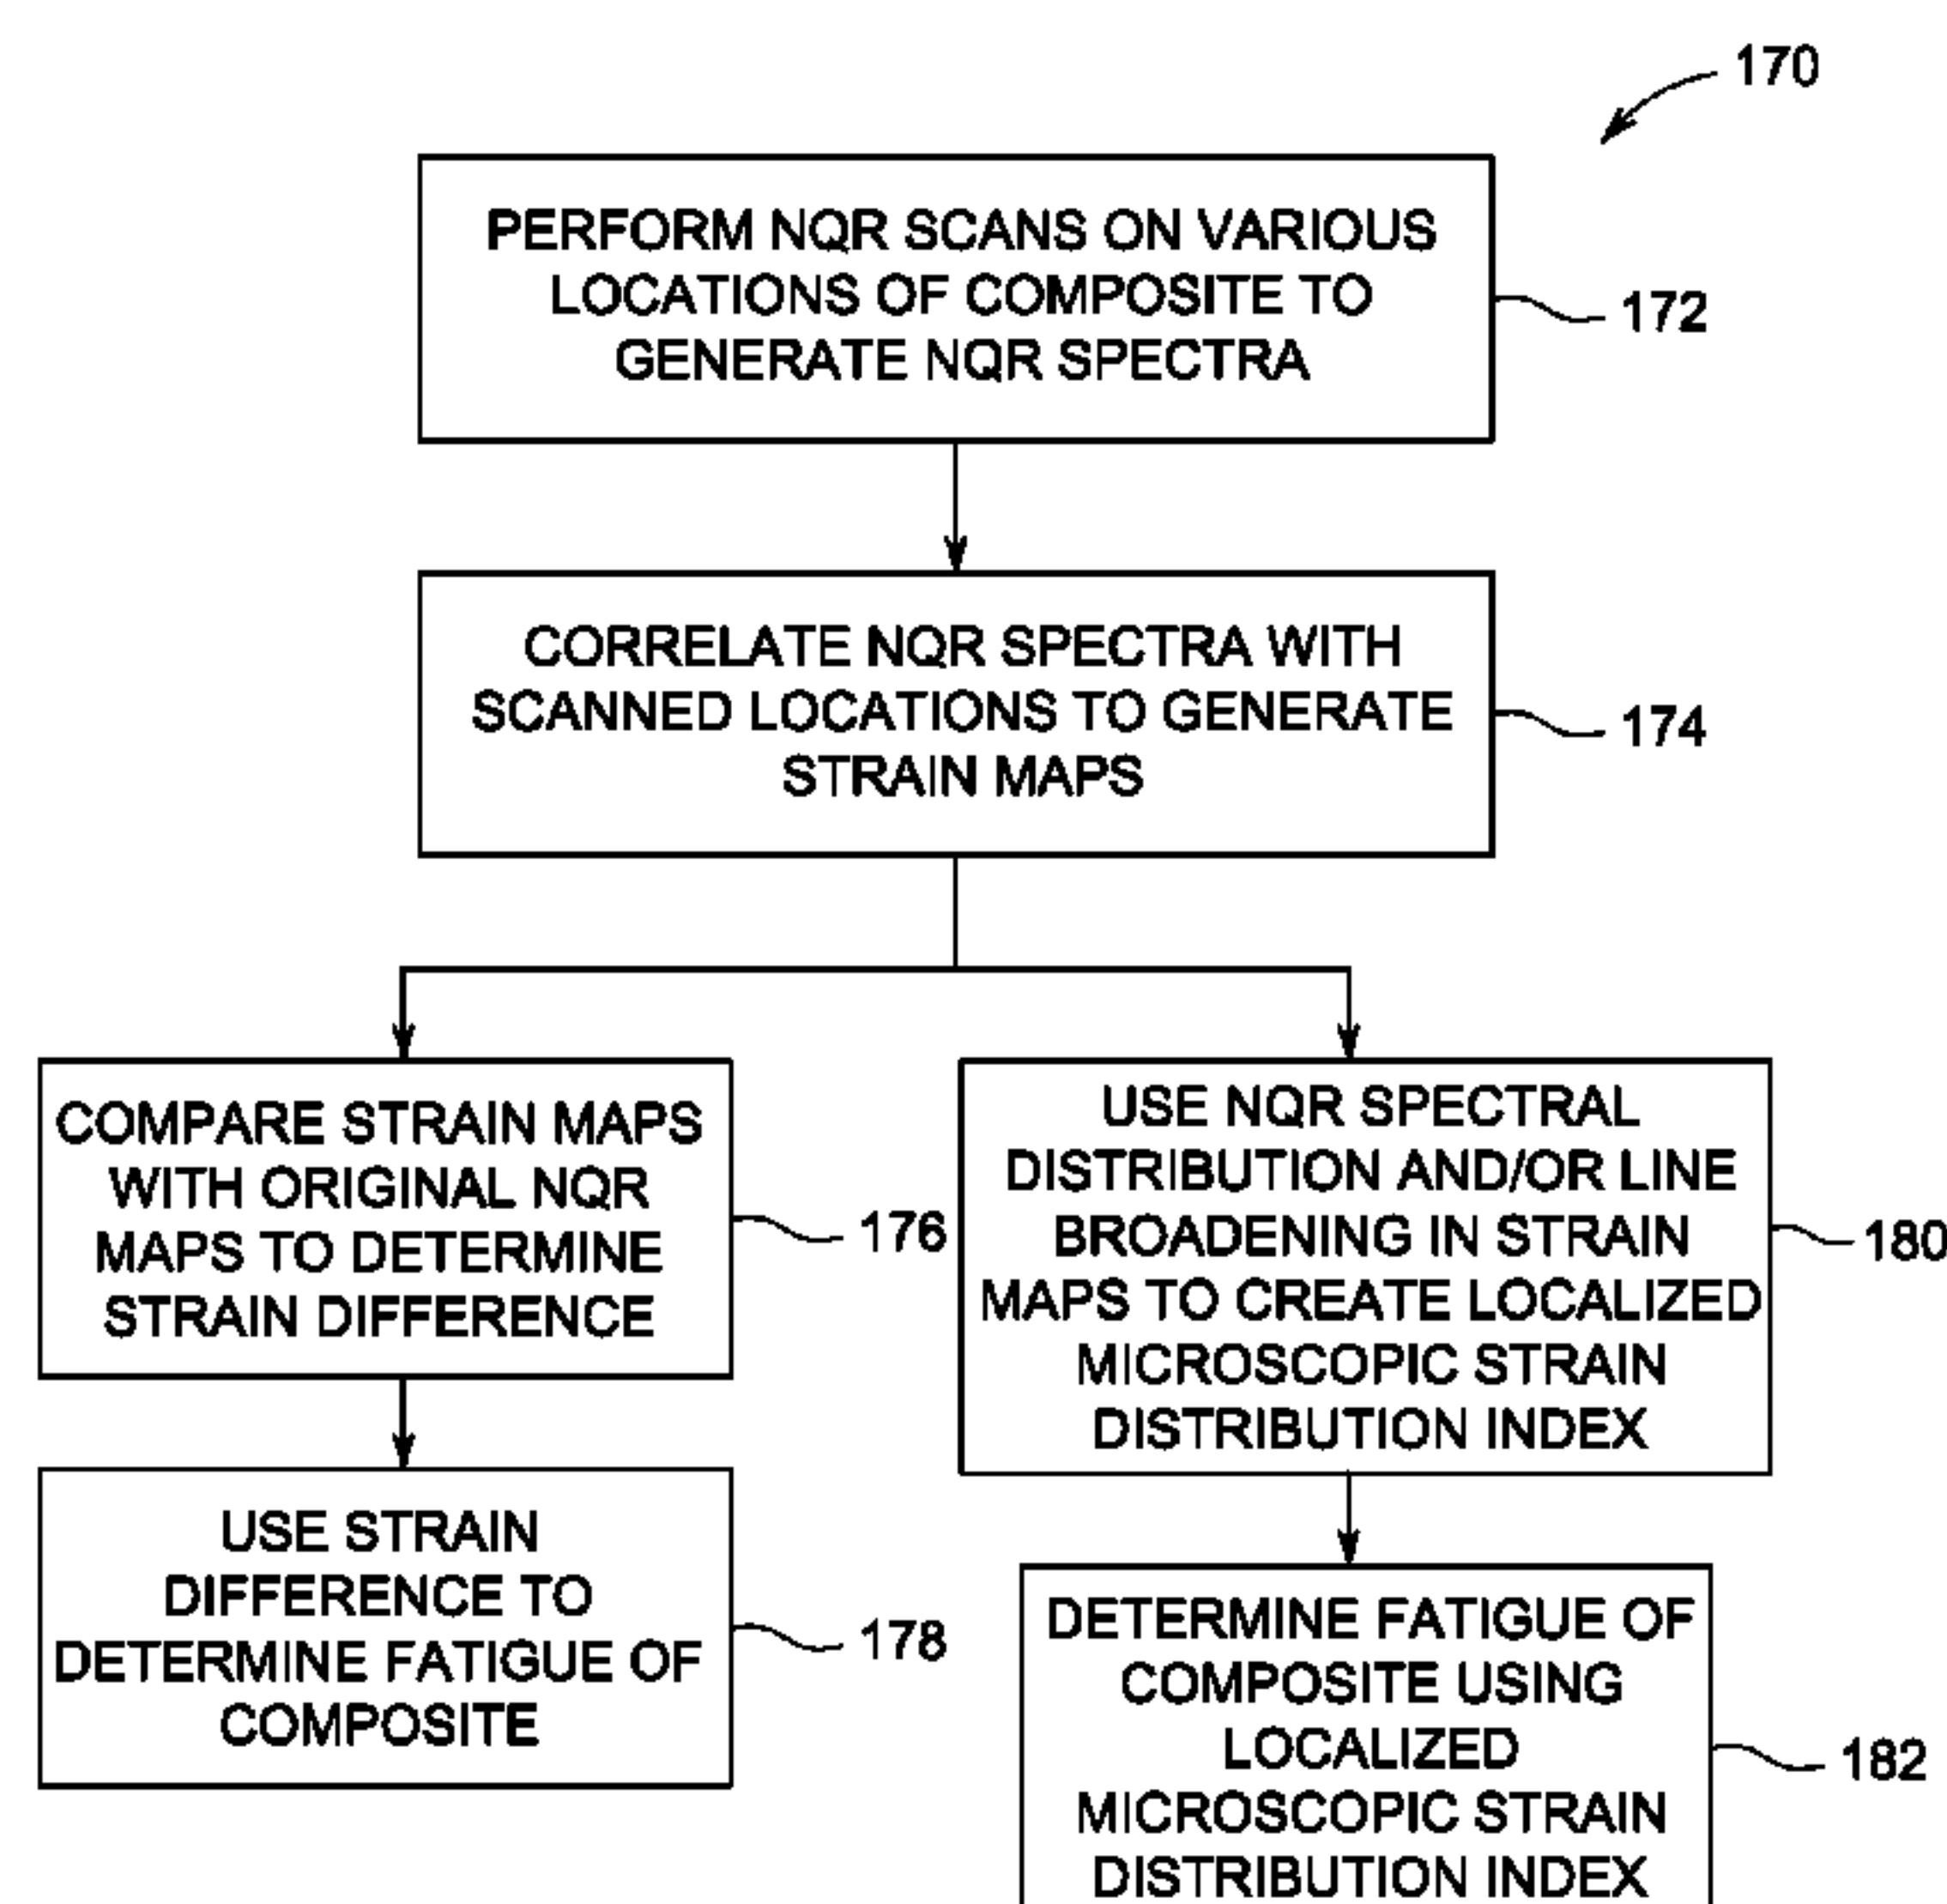 170
PERFORM NQR SCANS ON VARIOUS
LOCATIONS OF COMPOSITE TO
GENERATE NQR SPECTRA
172
CORRELATE NQR SPECTRA WITH
SCANNED LOCATIONS TO GENERATE
STRAIN MAPS
174
COMPARE STRAIN MAPS
WITH ORIGINAL NQR
MAPS TO DETERMINE
STRAIN DIFFERENCE
176
USE STRAIN
DIFFERENCE TO
DETERMINE FATIGUE OF
COMPOSITE
178
USE NQR SPECTRAL
DISTRIBUTION AND/OR LINE
BROADENING IN STRAIN
MAPS TO CREATE LOCALIZED
MICROSCOPIC STRAIN
DISTRIBUTION INDEX
180
DETERMINE FATIGUE OF
COMPOSITE USING
LOCALIZED
MICROSCOPIC STRAIN
DISTRIBUTION INDEX
182